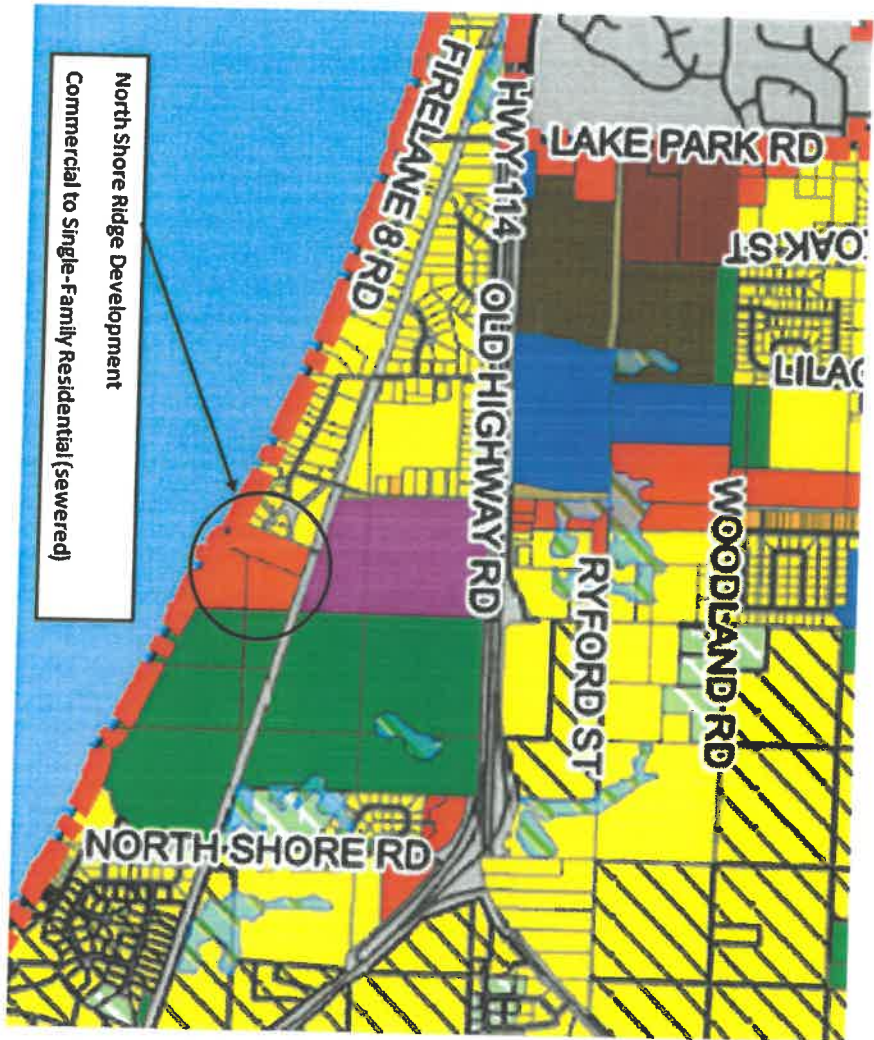 LAKE PARK RD
OAK ST
LILAC
HWY 114
FIRELANE 8 RD
OLD HIGHWAY RD
WOODLAND RD
RYFORD ST
NORTH SHORE RD
North Shore Ridge Development
Commercial to Single-Family Residential (sewered)